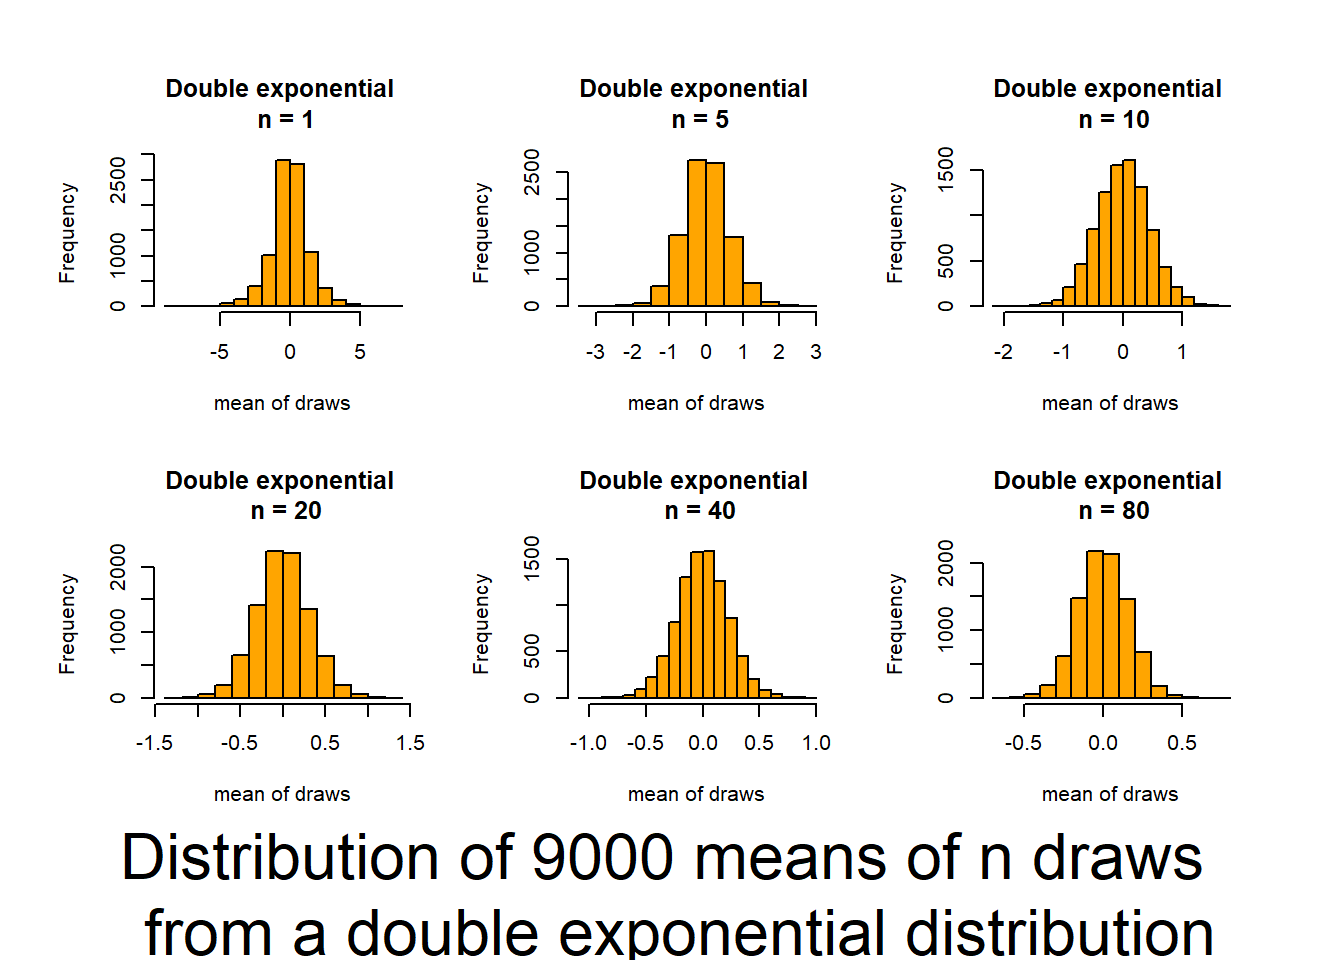 Double exponential
n = 1
Frequency
0 1000 2500
-5 0 5
mean of draws
Double exponential
n = 5
Frequency
0 1000 2500
-3 -2 -1 0 1 2 3
mean of draws
Double exponential
n = 10
Frequency
0 500 1500
-2 -1 0 1
mean of draws
Double exponential
n = 20
Frequency
0 1000 2000
-1.5 -0.5 0.5 1.5
mean of draws
Double exponential
n = 40
Frequency
0 500 1500
-1.0 -0.5 0.0 0.5 1.0
mean of draws
Double exponential
n = 80
Frequency
0 1000 2000
-0.5 0.0 0.5
mean of draws
Distribution of 9000 means of n draws
from a double exponential distribution